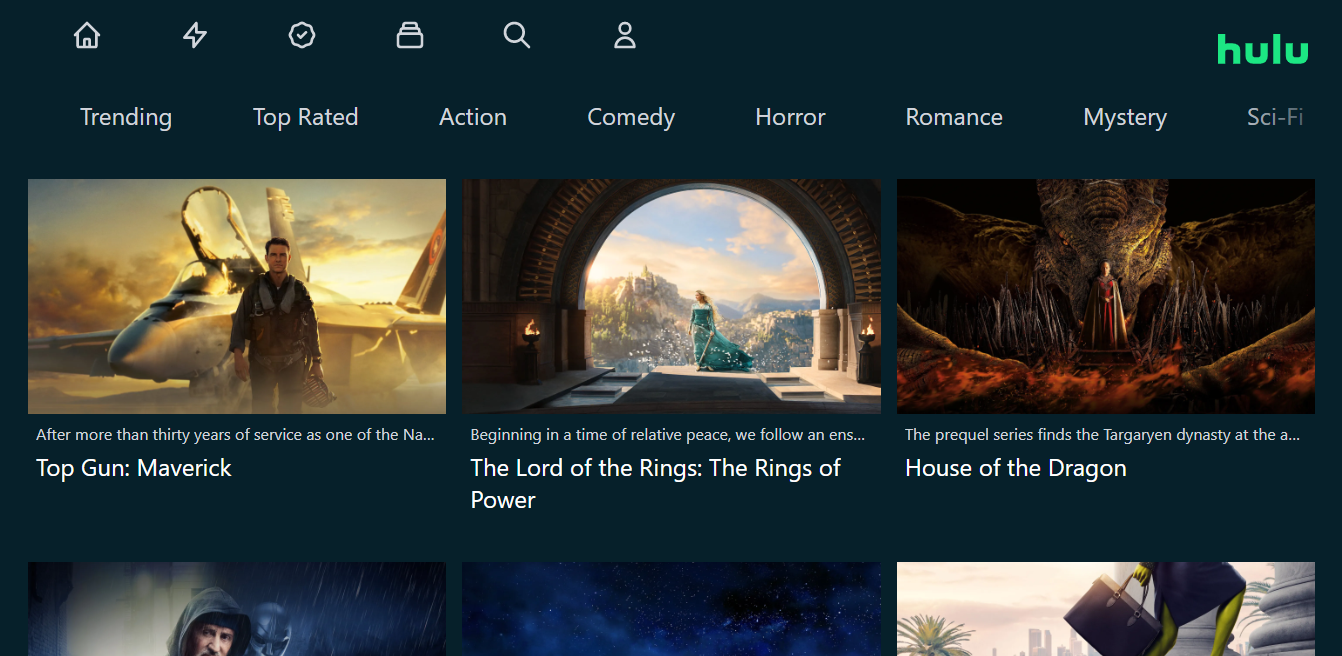 hulu
Trending Top Rated Action Comedy Horror Romance Mystery Sci-Fi
After more than thirty years of service as one of the Na...
Top Gun: Maverick
Beginning in a time of relative peace, we follow an ens...
The Lord of the Rings: The Rings of
Power
The prequel series finds the Targaryen dynasty at the a...
House of the Dragon